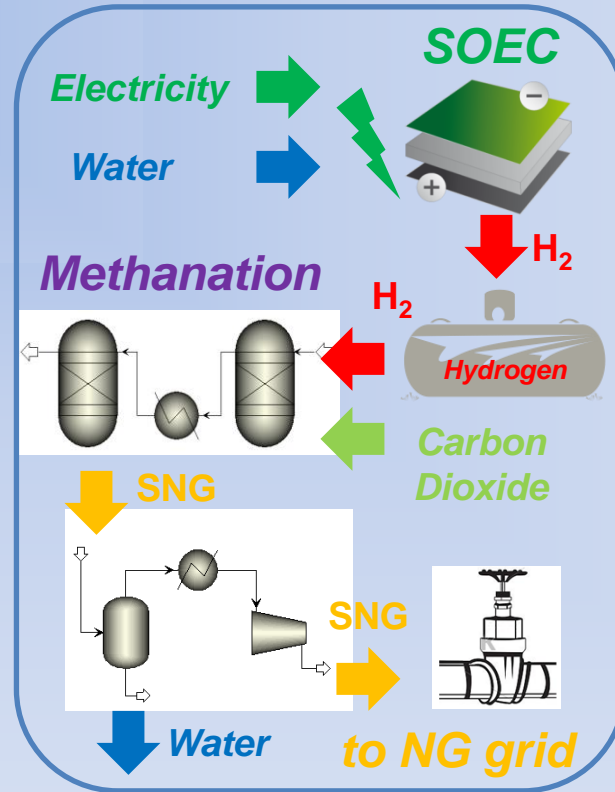 SOEC
Electricity
−
Water
+
H₂
Methanation
H₂
Hydrogen
Carbon
Dioxide
SNG
SNG
Water
to NG grid